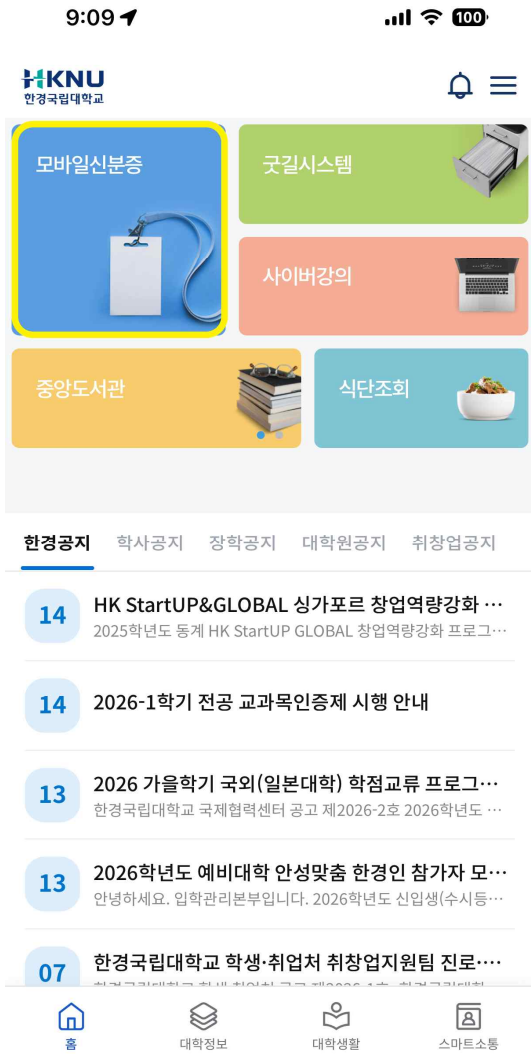 9:09
100
HKNU
한경국립대학교
모바일신분증
굿길시스템
사이버강의
중앙도서관
식단조회
한경공지 학사공지 장학공지 대학원공지 취창업공지
14
HK StartUP&GLOBAL 싱가포르 창업역량강화 …
2025학년도 동계 HK StartUP GLOBAL 창업역량강화 프로그…
14
2026-1학기 전공 교과목인증제 시행 안내
13
2026 가을학기 국외(일본대학) 학점교류 프로그…
한경국립대학교 국제협력센터 공고 제2026-2호 2026학년도 …
13
2026학년도 예비대학 안성맞춤 한경인 참가자 모…
안녕하세요. 입학관리본부입니다. 2026학년도 신입생(수시등…
07
한경국립대학교 학생·취업처 취창업지원팀 진로·…
홈 대학정보 대학생활 스마트소통